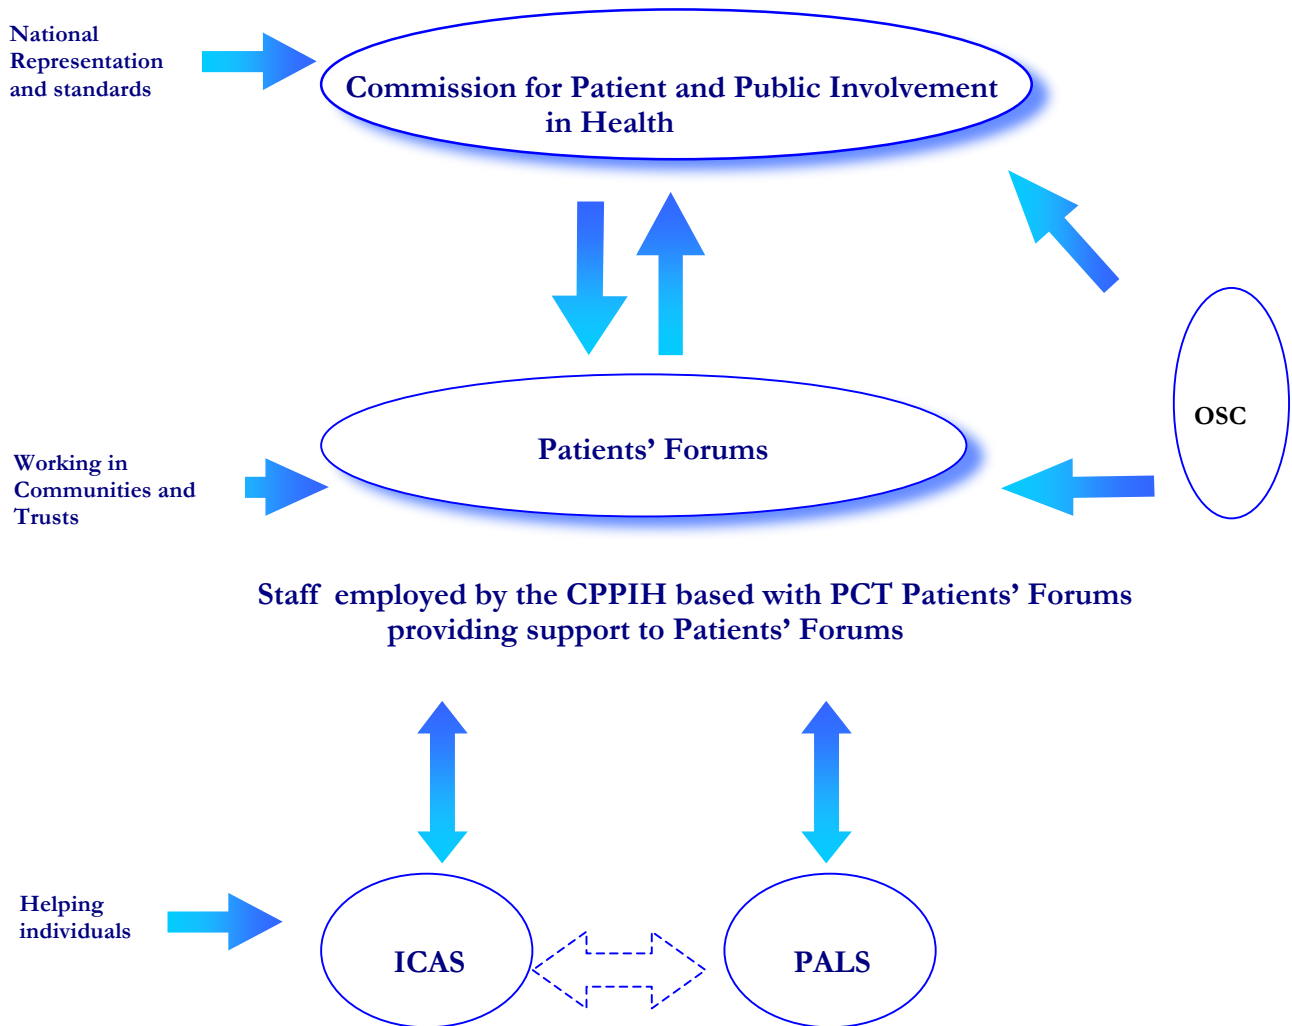 National
Representation
and standards
Commission for Patient and Public Involvement
in Health
OSC
Patients’ Forums
Working in
Communities and
Trusts
Staff employed by the CPPIH based with PCT Patients’ Forums
providing support to Patients’ Forums
Helping
individuals
ICAS
PALS